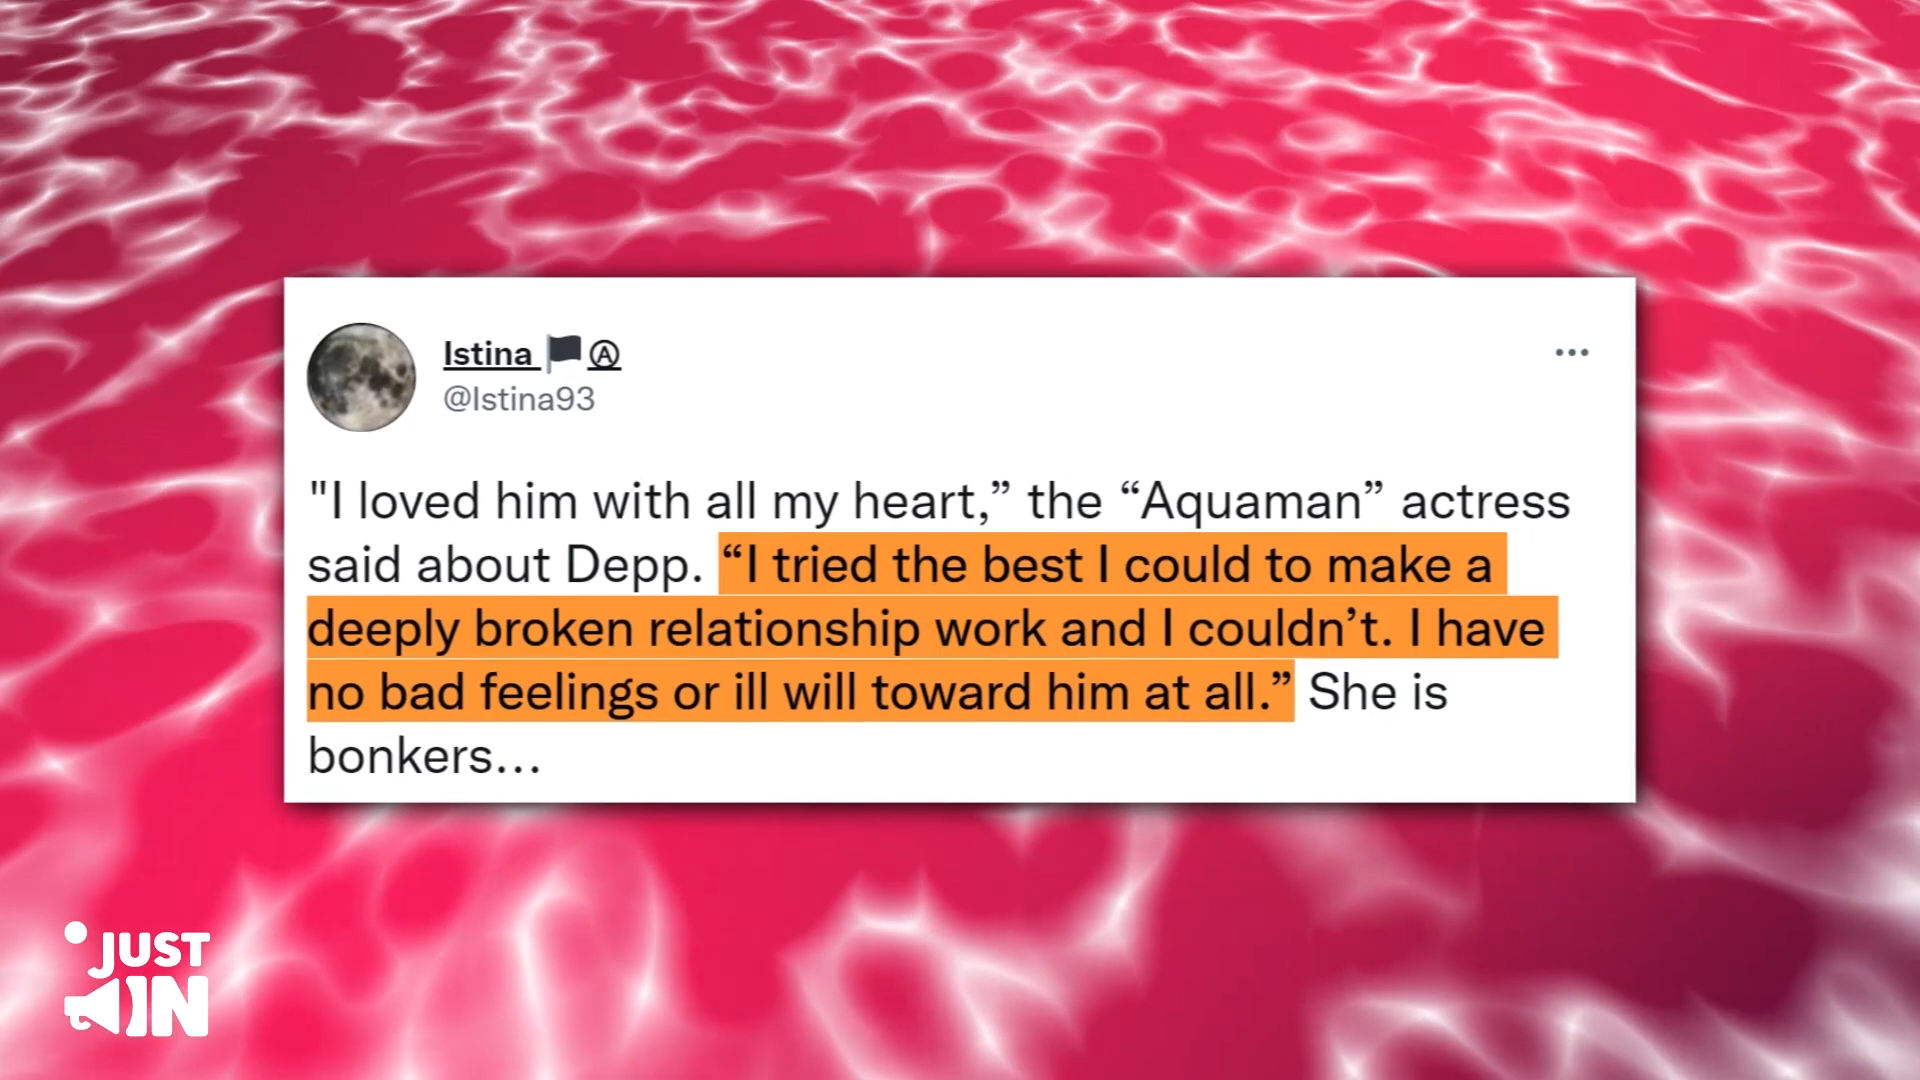 Istina 🏴Ⓐ
@Istina93
"I loved him with all my heart,” the “Aquaman” actress
said about Depp. “I tried the best I could to make a
deeply broken relationship work and I couldn’t. I have
no bad feelings or ill will toward him at all.” She is
bonkers...
JUST
IN